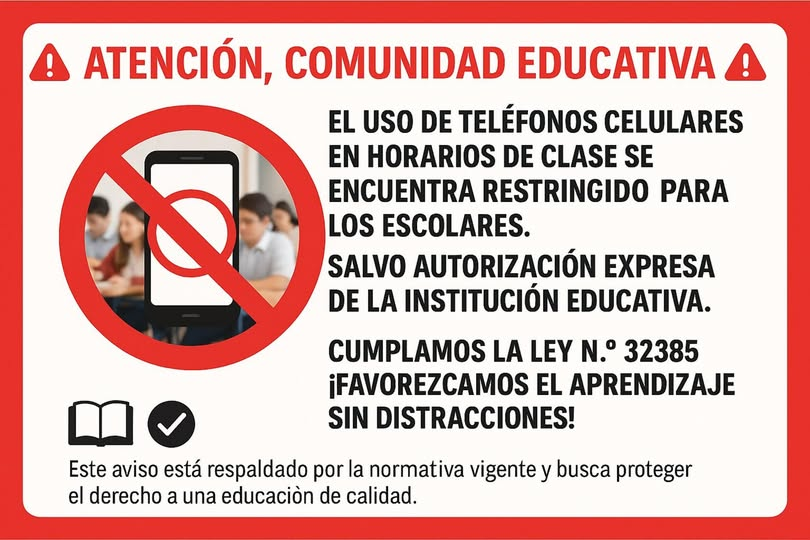 ATENCIÓN, COMUNIDAD EDUCATIVA
EL USO DE TELÉFONOS CELULARES
EN HORARIOS DE CLASE SE
ENCUENTRA RESTRINGIDO PARA
LOS ESCOLARES.
SALVO AUTORIZACIÓN EXPRESA
DE LA INSTITUCIÓN EDUCATIVA.
CUMPLAMOS LA LEY N.º 32385
¡FAVOREZCAMOS EL APRENDIZAJE
SIN DISTRACCIONES!
Este aviso está respaldado por la normativa vigente y busca proteger
el derecho a una educaciòn de calidad.